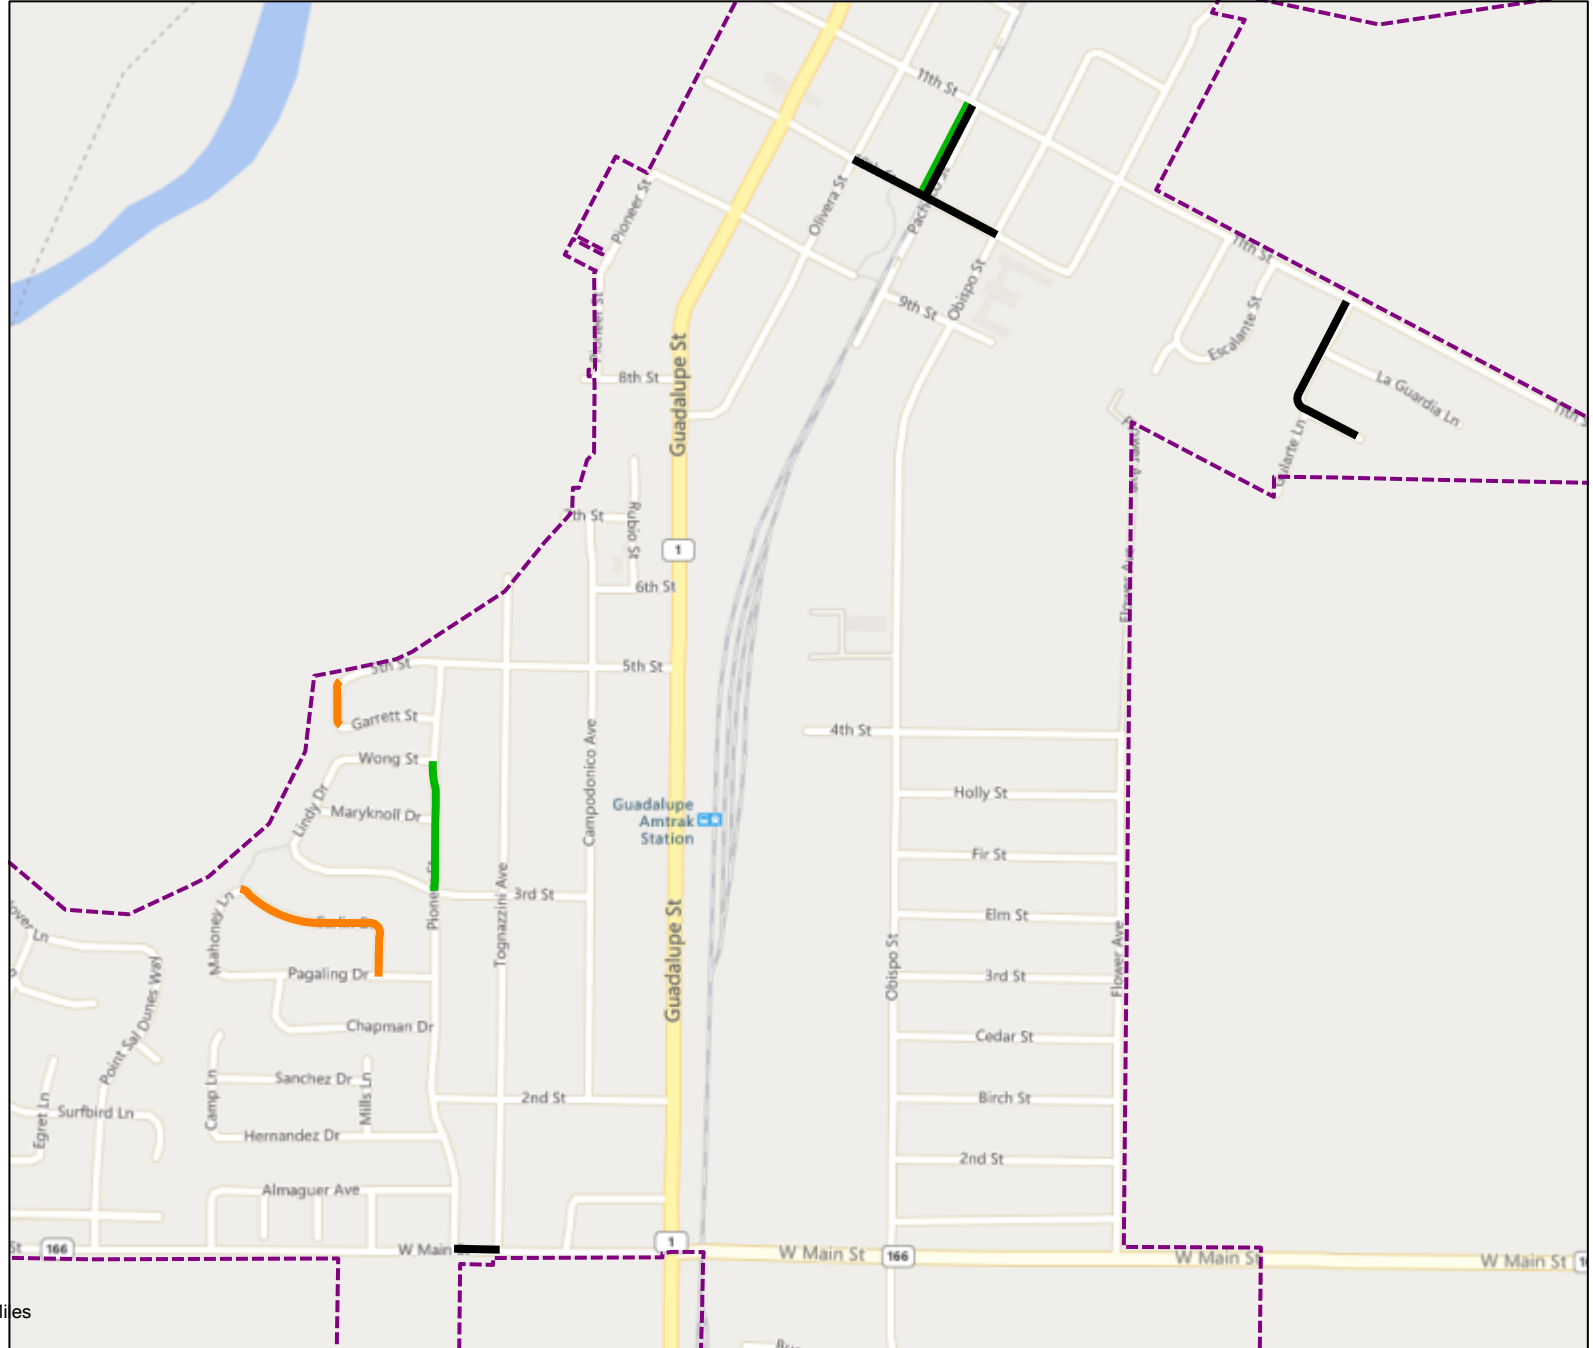 11th St
Pioneer St
Olivera St
11th St
Obispo St
9th St
Escalante St
Guadalupe St
8th St
La Guardia Ln
7th St
Rubio St
1
6th St
Flower Ave
5th St
5th St
Garrett St
4th St
Campodonico Ave
Wong St
Lindy Dr
Maryknoll Dr
Guadalupe
Amtrak
Station
Holly St
Fir St
3rd St
Tognazzini Ave
Guadalupe St
Elm St
Mahoney Ln
Obispo St
Flower Ave
Pagaling Dr
3rd St
Point Sal Dunes Way
Chapman Dr
Cedar St
Camp Ln
Sanchez Dr
Mills Ln
2nd St
Birch St
Egret Ln
Surfbird Ln
Hernandez Dr
2nd St
Almaguer Ave
St
166
W Main
1
W Main St
166
W Main St
W Main St